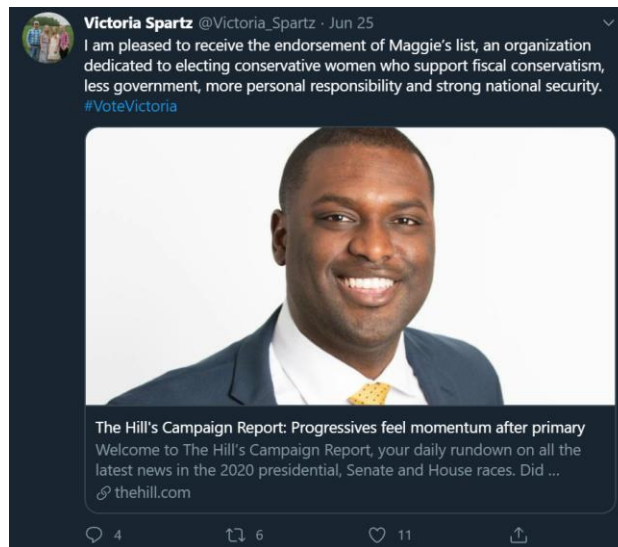 Victoria Spartz @Victoria_Spartz · Jun 25
I am pleased to receive the endorsement of Maggie's list, an organization
dedicated to electing conservative women who support fiscal conservatism,
less government, more personal responsibility and strong national security.
#VoteVictoria
The Hill's Campaign Report: Progressives feel momentum after primary
Welcome to The Hill's Campaign Report, your daily rundown on all the
latest news in the 2020 presidential, Senate and House races. Did ...
thehill.com
4 6 11